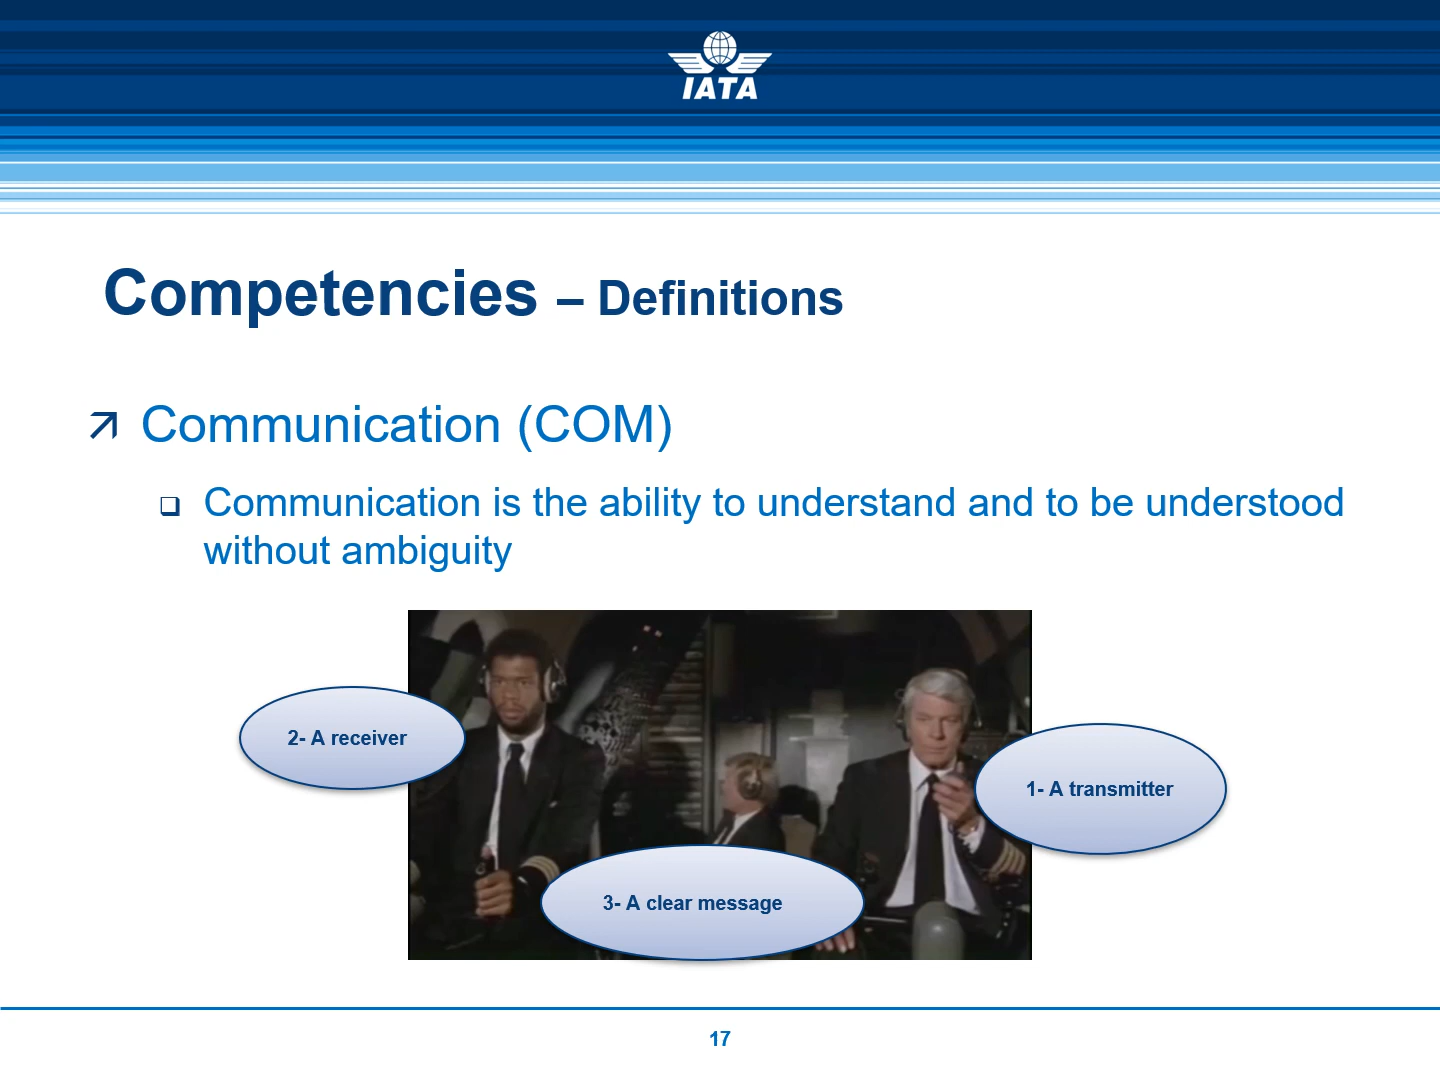 IATA
Competencies – Definitions
Communication (COM)
Communication is the ability to understand and to be understood
without ambiguity
2- A receiver
1- A transmitter
3- A clear message
17